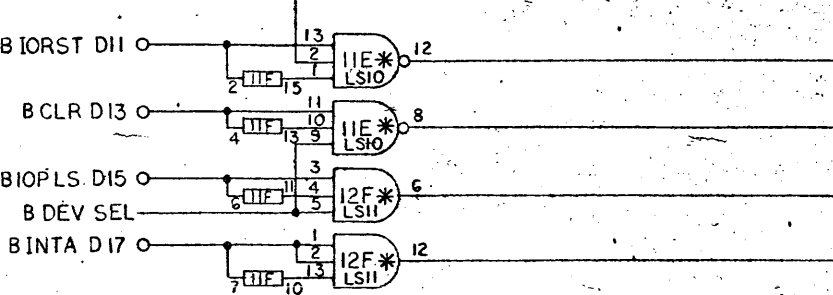 B IORST D11 13 12
2 11E*
1 LS10
2 11F 15
B CLR D13 11 8
10 11E*
4 11F 13 9 LS10
B IOPLS. D15 3 6
11 4 12F*
6 11F 5 LS11
B DEV SEL
B INTA D17 1 12
2 12F*
13 LS11
7 11F 10